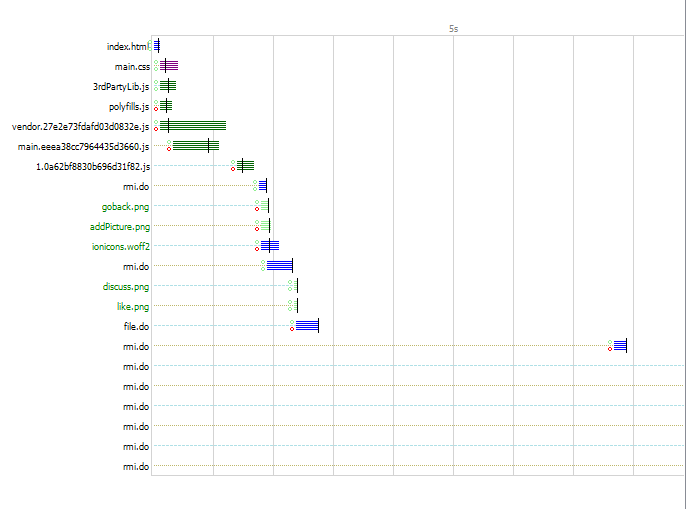 5s
index.html
main.css
3rdPartyLib.js
polyfills.js
vendor.27e2e73fdafd03d0832e.js
main.eeea38cc7964435d3660.js
1.0a62bf8830b696d31f82.js
rmi.do
goback.png
addPicture.png
ionicons.woff2
rmi.do
discuss.png
like.png
file.do
rmi.do
rmi.do
rmi.do
rmi.do
rmi.do
rmi.do
rmi.do